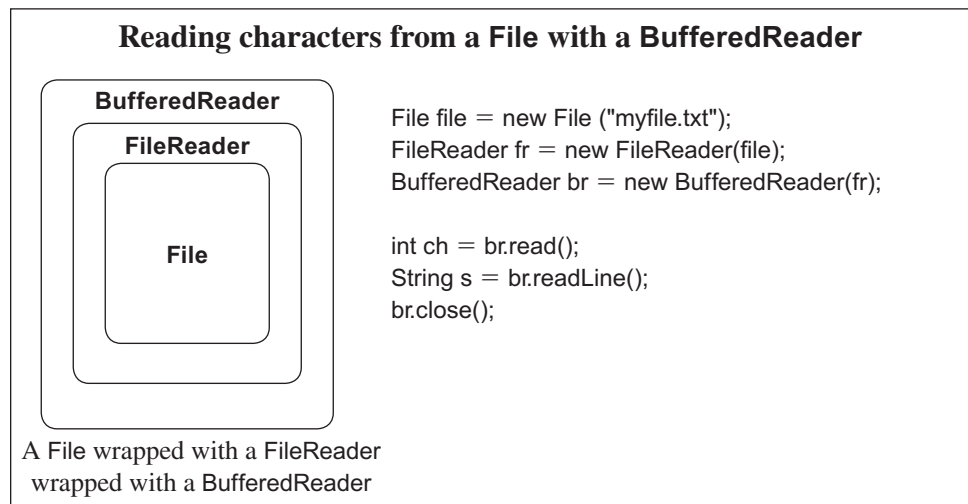 Reading characters from a File with a BufferedReader
BufferedReader
FileReader
File
File file = new File ("myfile.txt");
FileReader fr = new FileReader(file);
BufferedReader br = new BufferedReader(fr);
int ch = br.read();
String s = br.readLine();
br.close();
A File wrapped with a FileReader
wrapped with a BufferedReader